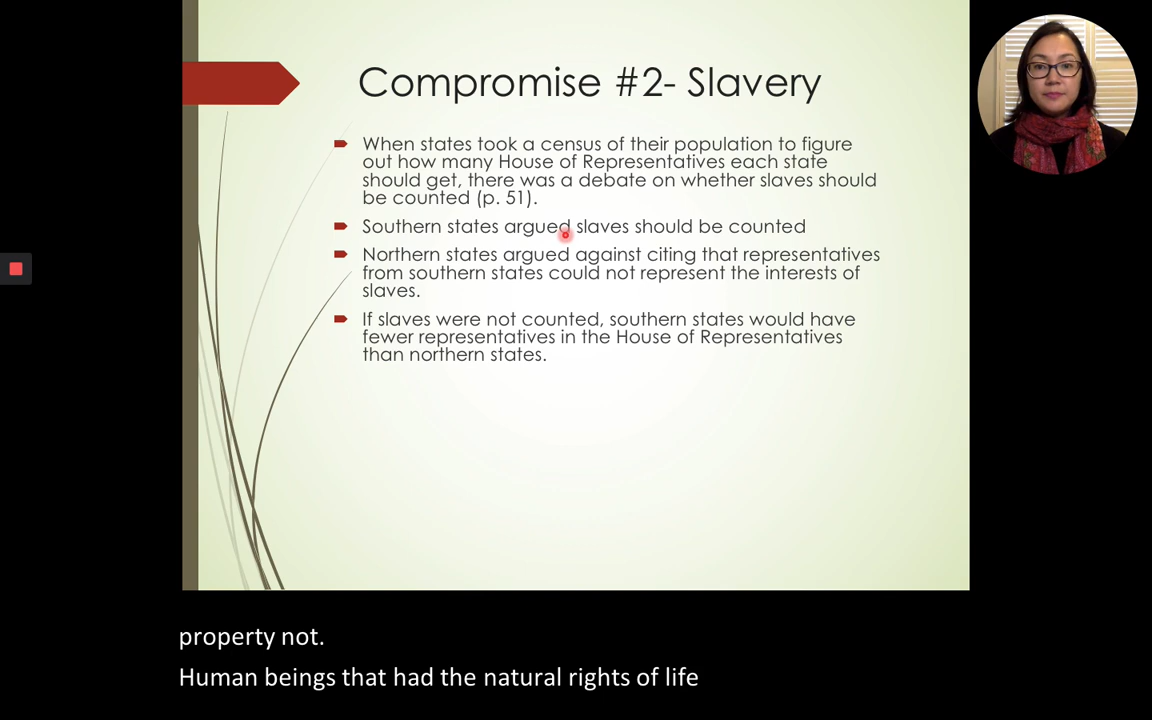 Compromise #2- Slavery
When states took a census of their population to figure
out how many House of Representatives each state
should get, there was a debate on whether slaves should
be counted (p. 51).
Southern states argued slaves should be counted
Northern states argued against citing that representatives
from southern states could not represent the interests of
slaves.
If slaves were not counted, southern states would have
fewer representatives in the House of Representatives
than northern states.
property not.
Human beings that had the natural rights of life